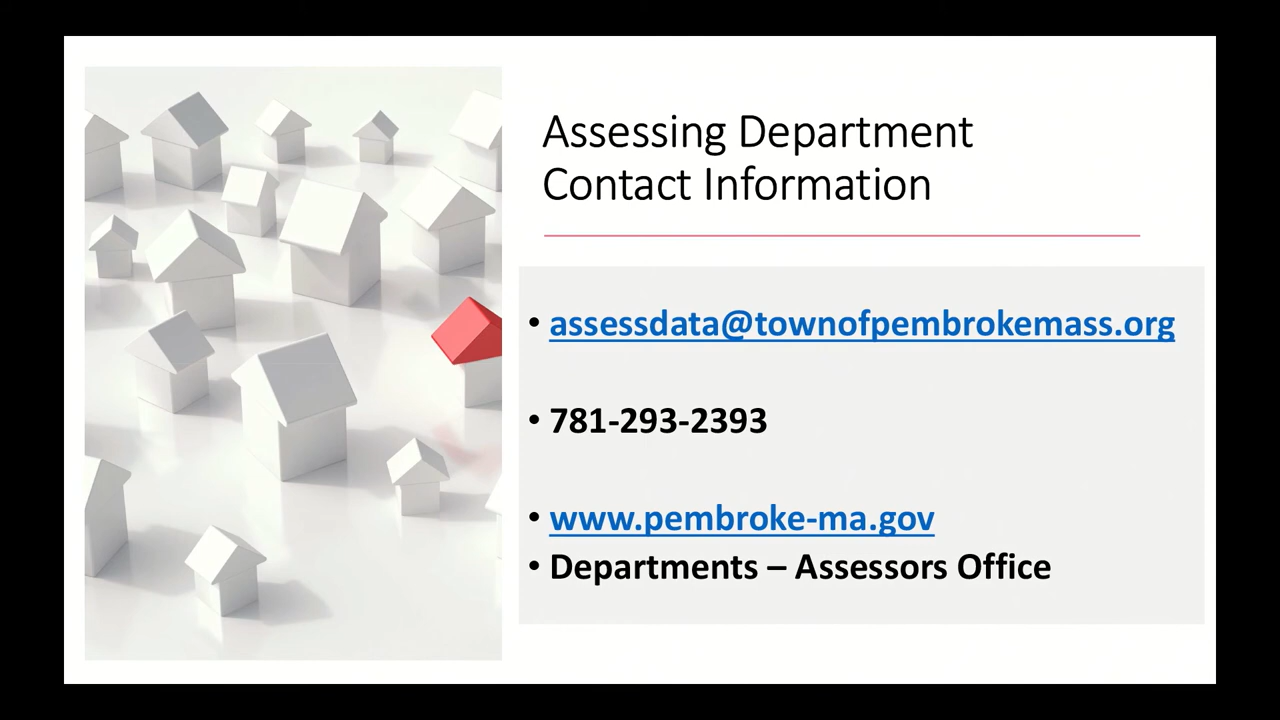 Assessing Department
Contact Information
• assessdata@townofpembrokemass.org
• 781-293-2393
• www.pembroke-ma.gov
• Departments – Assessors Office